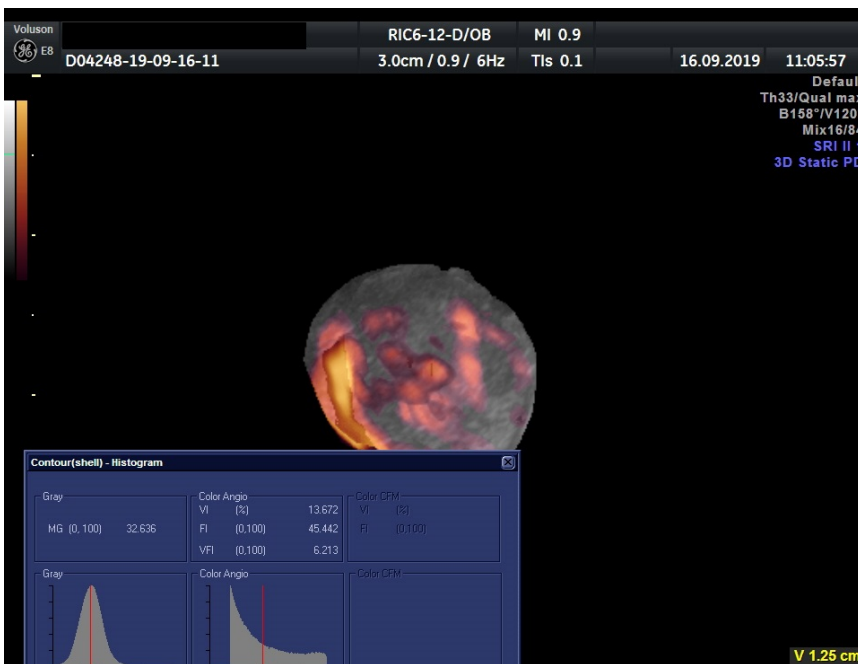 Voluson
E8
RIC6-12-D/OB MI 0.9
D04248-19-09-16-11 3.0cm / 0.9 / 6Hz TIs 0.1 16.09.2019 11:05:57
Defaul
Th33/Qual max
B158°/V120
Mix16/84
SRI II
3D Static PD
Contour(shell) - Histogram
Gray Color Angio Color CFM
VI (%) 13.672 VI (%)
MG (0, 100) 32.636 FI (0,100) 45.442 FI (0,100)
VFI (0,100) 6.213
Gray Color Angio Color CFM
V 1.25 cm